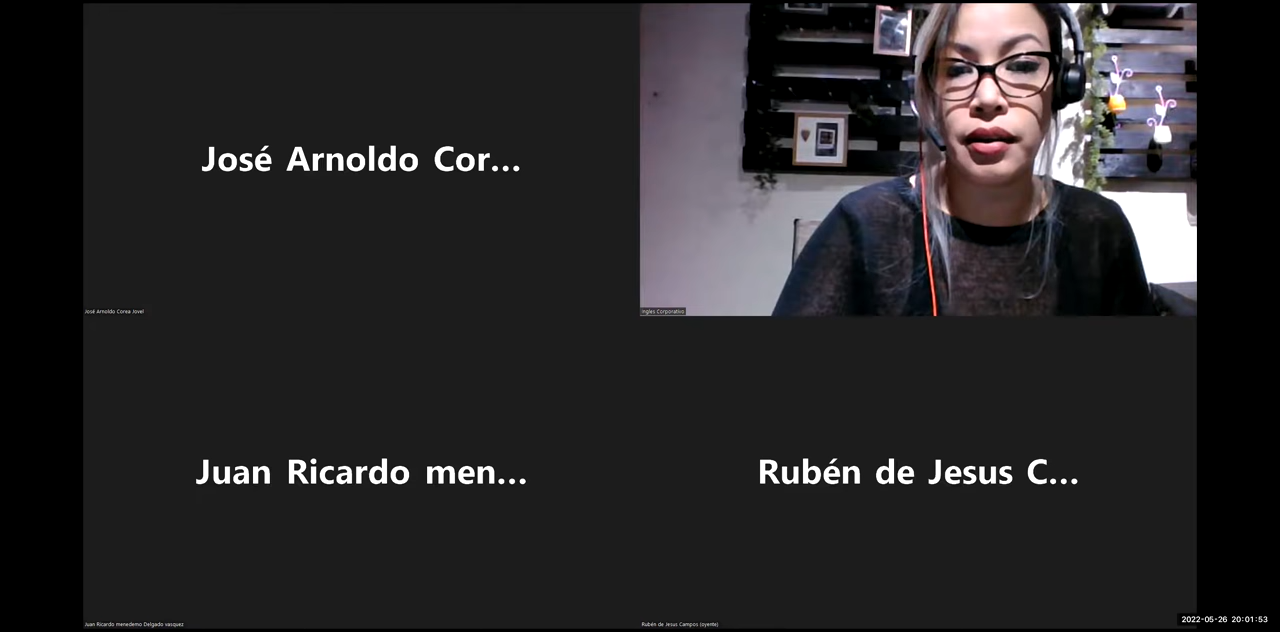 José Arnoldo Cor...
José Arnoldo Corea Jovel
Ingles Corporativo
Juan Ricardo men...
Rubén de Jesus C...
Juan Ricardo menedemo Delgado vasquez
Rubén de Jesus Campos (oyente)
2022-05-26 20:01:53